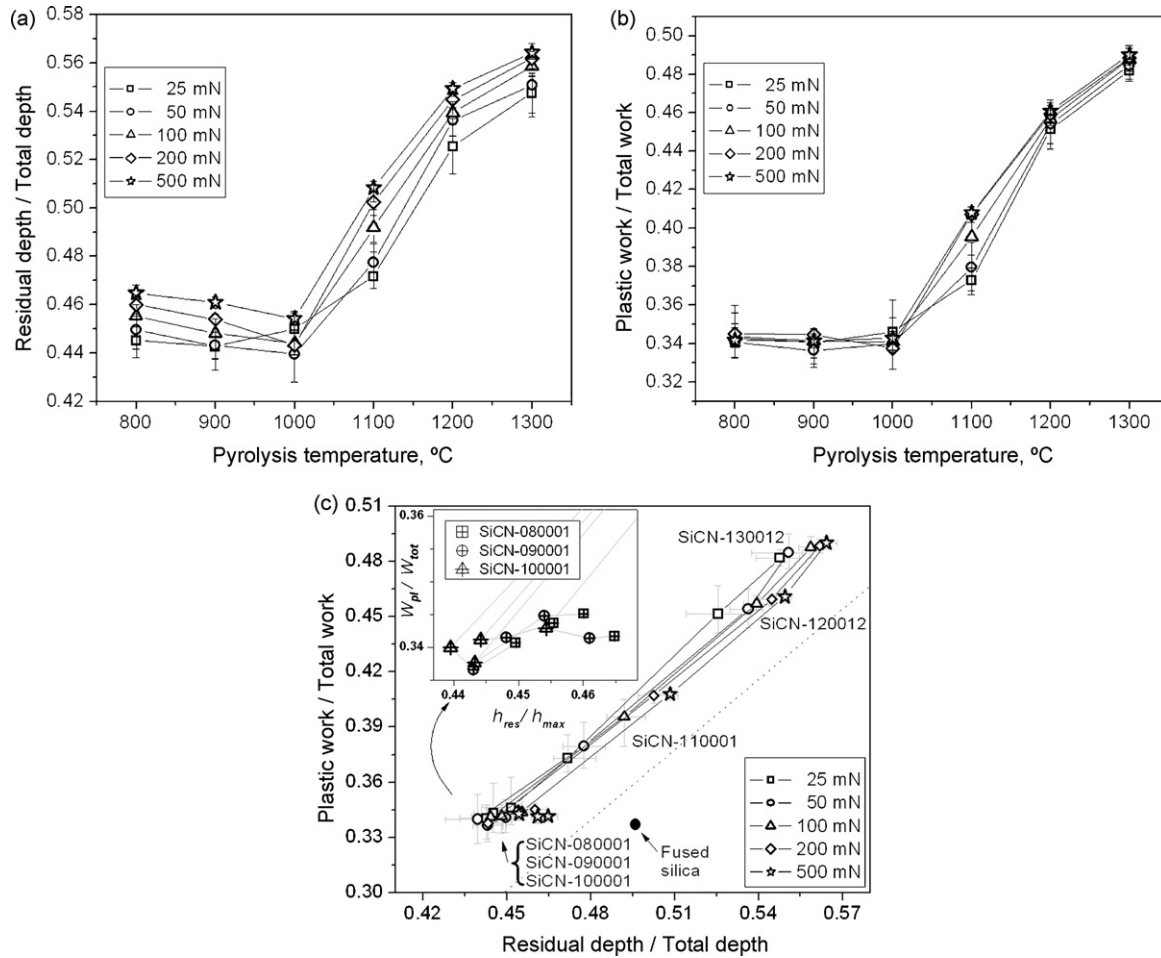 (a)
0.58
0.56
0.54
0.52
0.50
0.48
0.46
0.44
0.42
Residual depth / Total depth
25 mN
50 mN
100 mN
200 mN
500 mN
800 900 1000 1100 1200 1300
Pyrolysis temperature, ºC
(b)
0.50
0.48
0.46
0.44
0.42
0.40
0.38
0.36
0.34
0.32
Plastic work / Total work
25 mN
50 mN
100 mN
200 mN
500 mN
800 900 1000 1100 1200 1300
Pyrolysis temperature, ºC
(c)
0.51
0.48
0.45
0.42
0.39
0.36
0.33
0.30
Plastic work / Total work
0.36
0.34
W_pl / W_tot
SiCN-080001
SiCN-090001
SiCN-100001
0.44 0.45 0.46
h_res / h_max
SiCN-130012
SiCN-120012
SiCN-110001
SiCN-080001
SiCN-090001
SiCN-100001
Fused
silica
25 mN
50 mN
100 mN
200 mN
500 mN
0.42 0.45 0.48 0.51 0.54 0.57
Residual depth / Total depth